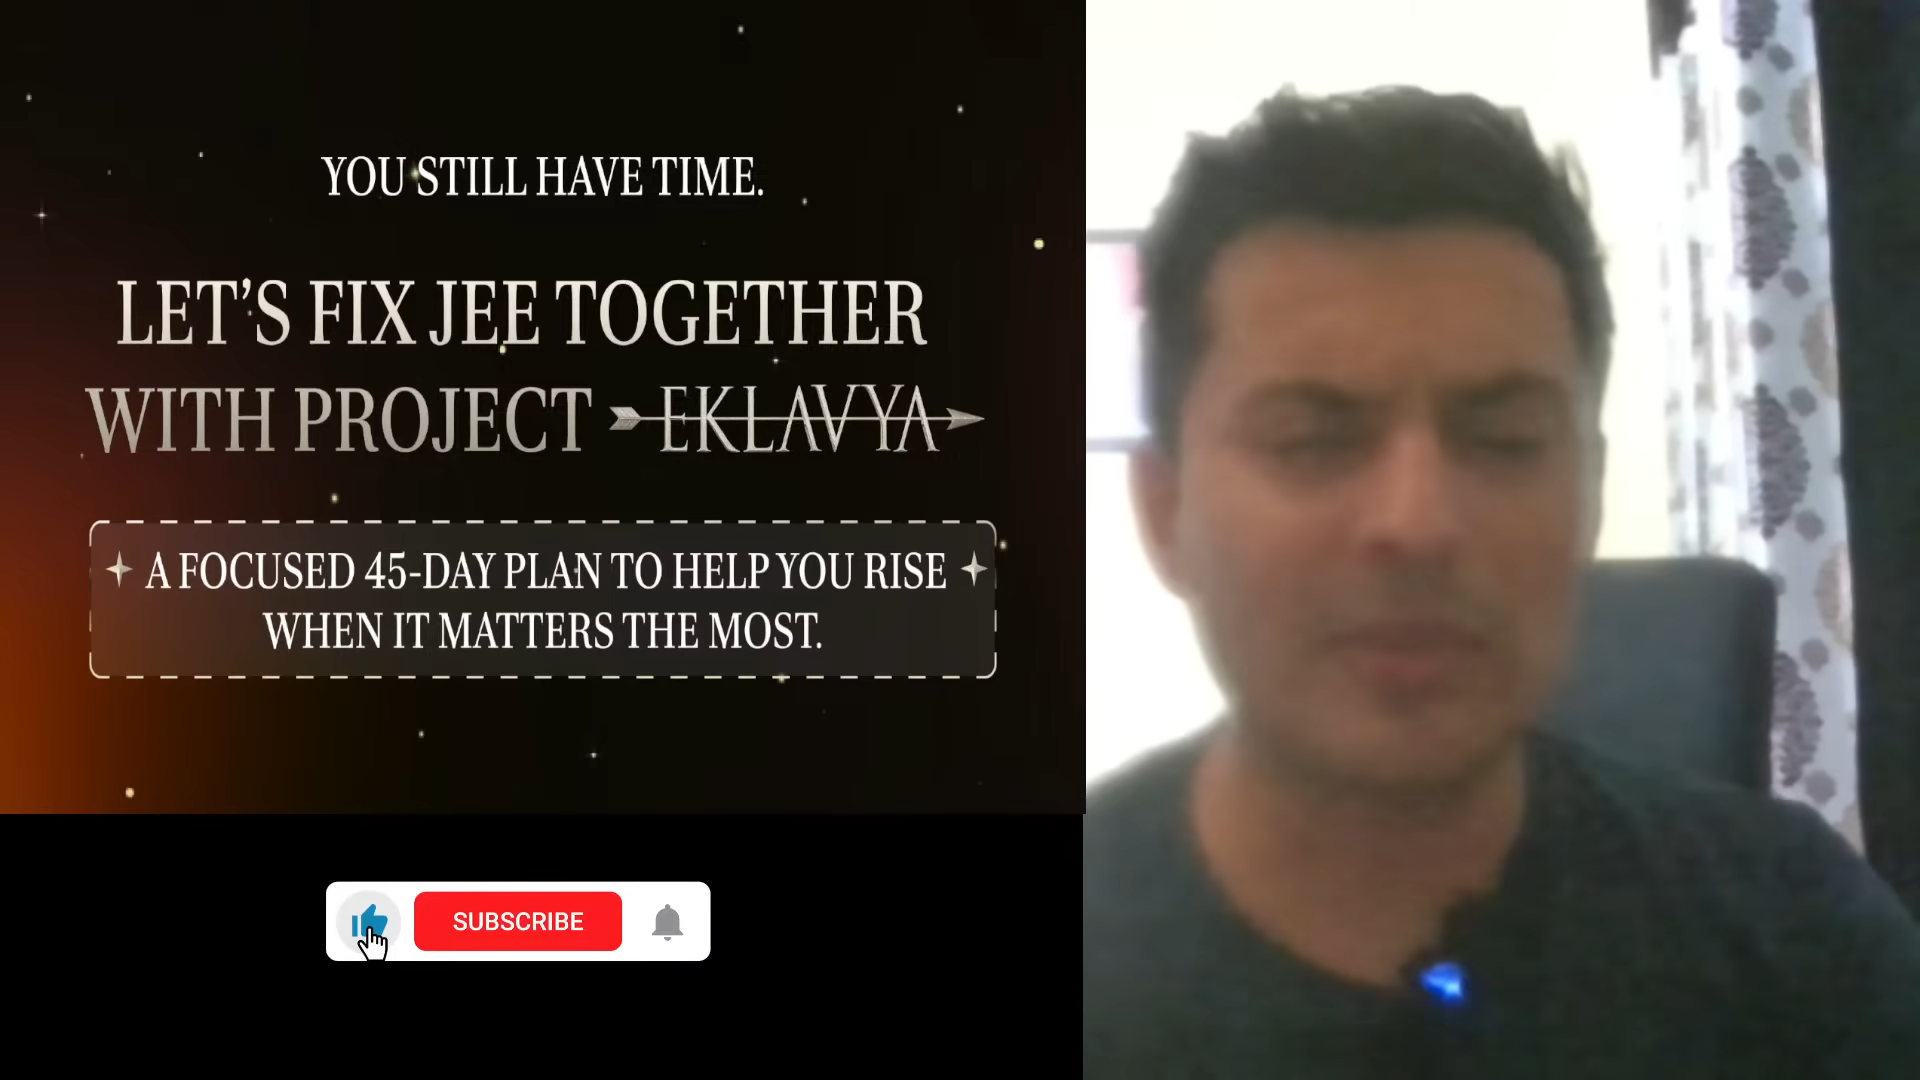 YOU STILL HAVE TIME.
LET’S FIX JEE TOGETHER
WITH PROJECT EKLAVYA
A FOCUSED 45-DAY PLAN TO HELP YOU RISE
WHEN IT MATTERS THE MOST.
SUBSCRIBE